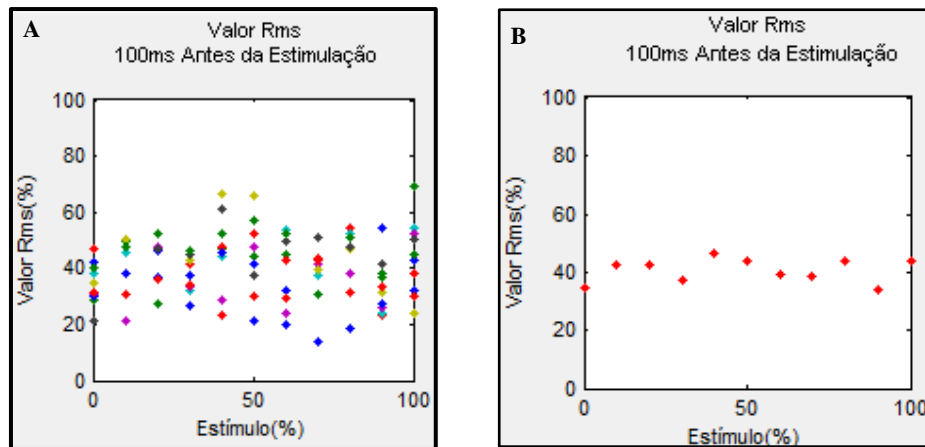 A
Valor Rms
100ms Antes da Estimulação
100
80
60
40
20
0
Valor Rms(%)
0
50
100
Estímulo(%)
B
Valor Rms
100ms Antes da Estimulação
100
80
60
40
20
0
Valor Rms(%)
0
50
100
Estímulo(%)